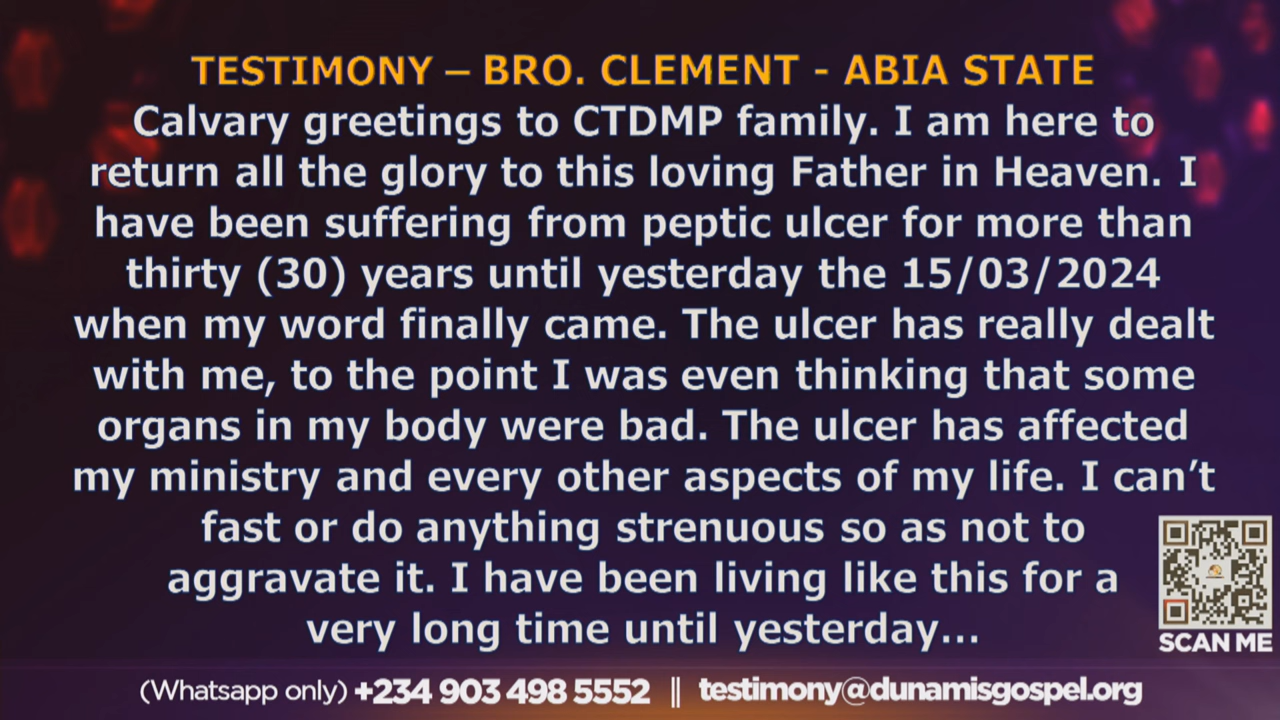 TESTIMONY – BRO. CLEMENT - ABIA STATE
Calvary greetings to CTDMP family. I am here to
return all the glory to this loving Father in Heaven. I
have been suffering from peptic ulcer for more than
thirty (30) years until yesterday the 15/03/2024
when my word finally came. The ulcer has really dealt
with me, to the point I was even thinking that some
organs in my body were bad. The ulcer has affected
my ministry and every other aspects of my life. I can’t
fast or do anything strenuous so as not to
aggravate it. I have been living like this for a
very long time until yesterday...
SCAN ME
(Whatsapp only) +234 903 498 5552 || testimony@dunamisgospel.org